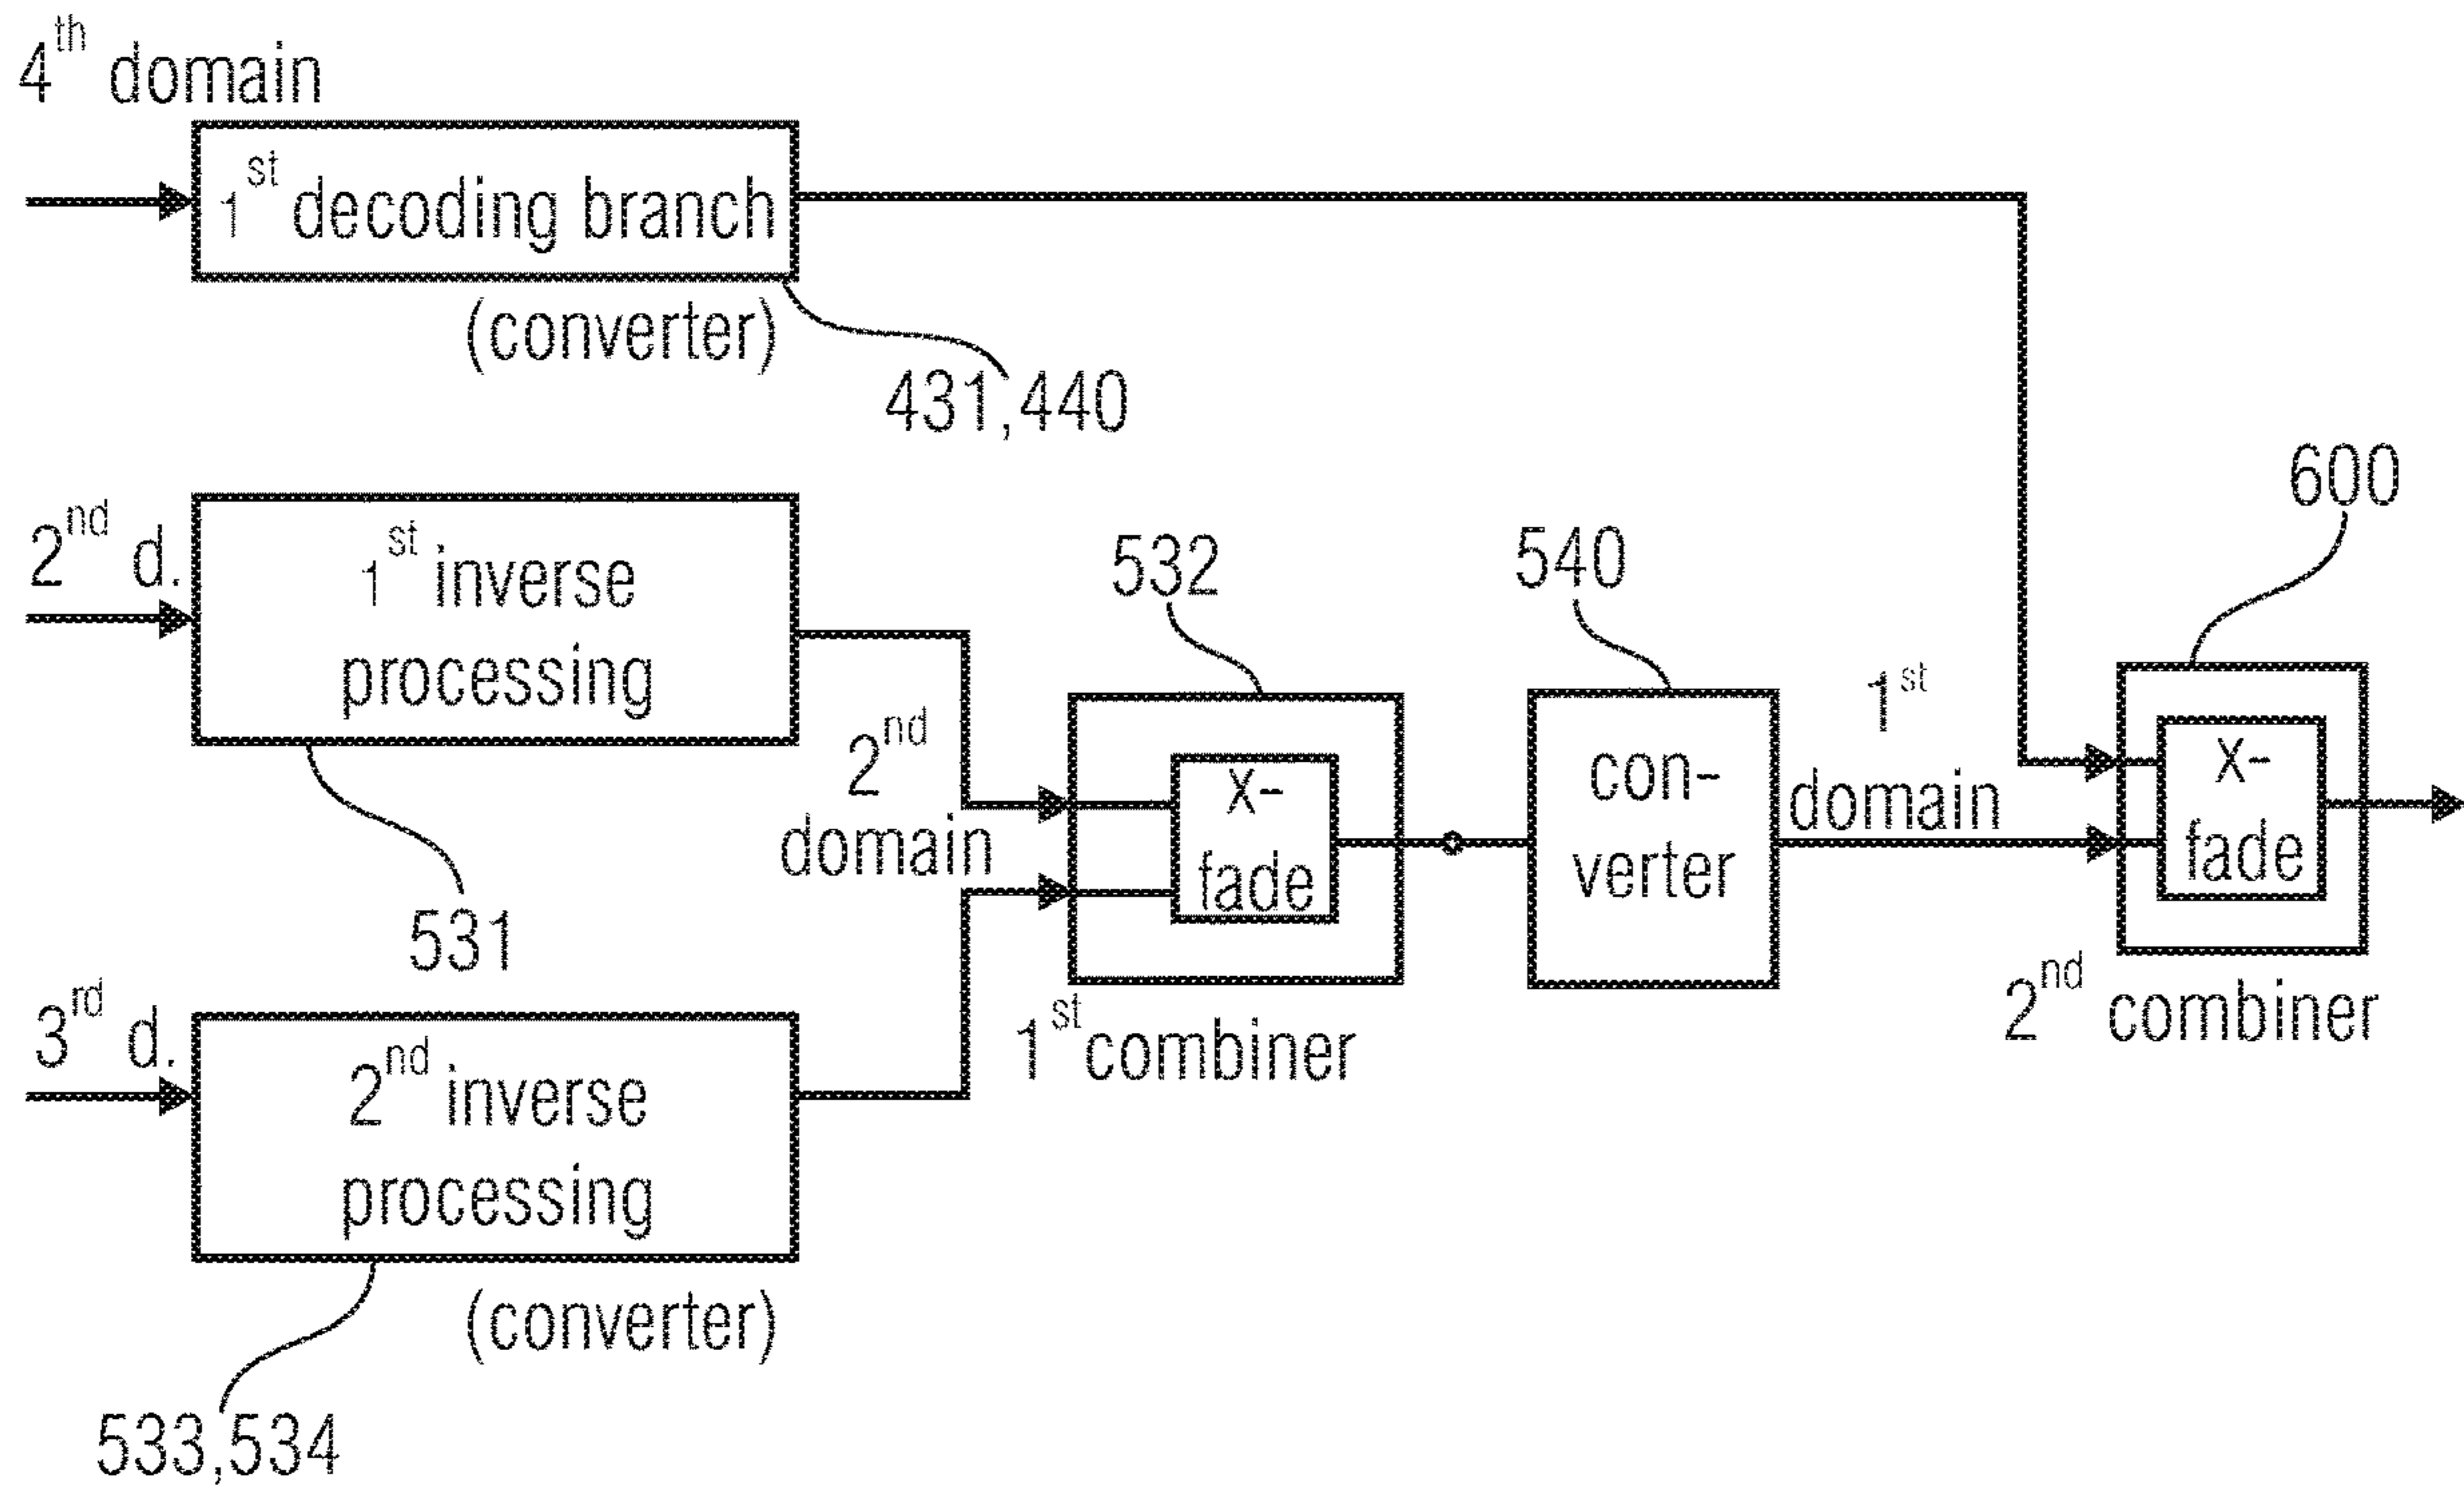 4th domain
1st decoding branch
(converter)
431,440
2nd d.
1st inverse
processing
531
3rd d.
2nd inverse
processing
(converter)
533,534
2nd
domain
532
x-
fade
1st combiner
540
con-
verter
1st
domain
600
x-
fade
2nd combiner